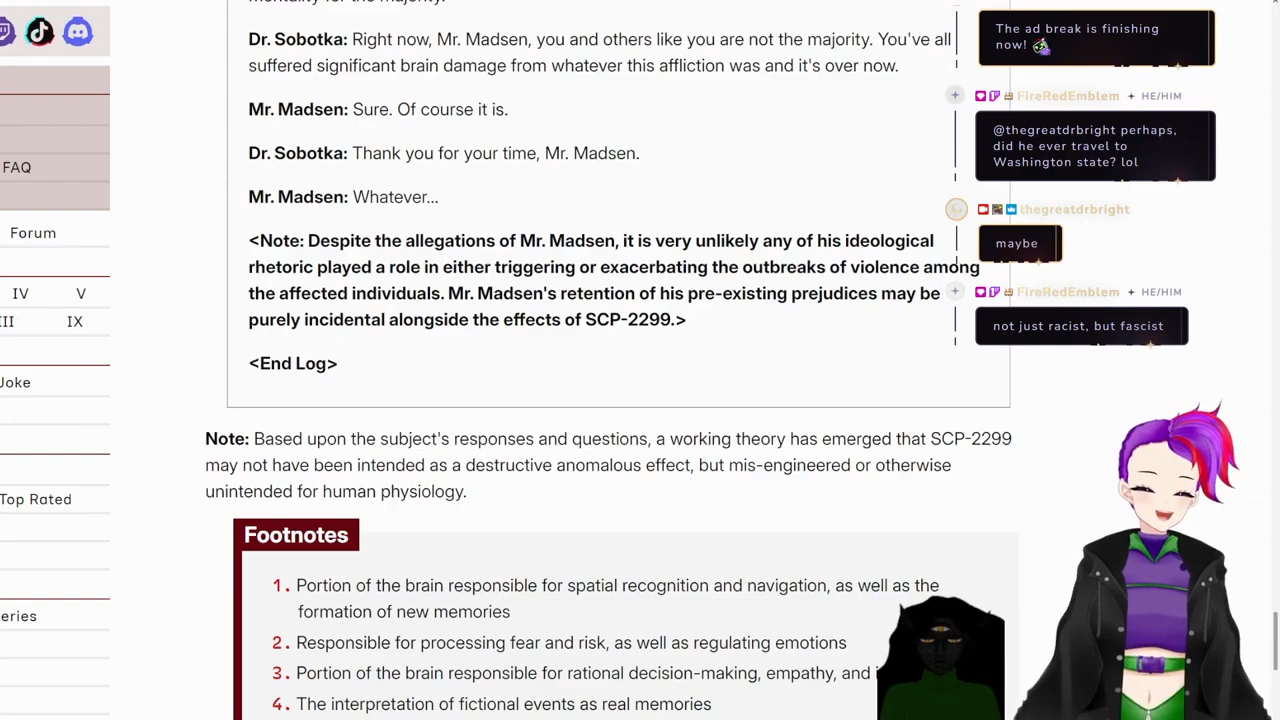 Dr. Sobotka: Right now, Mr. Madsen, you and others like you are not the majority. You've all
suffered significant brain damage from whatever this affliction was and it's over now.
Mr. Madsen: Sure. Of course it is.
Dr. Sobotka: Thank you for your time, Mr. Madsen.
Mr. Madsen: Whatever...
<Note: Despite the allegations of Mr. Madsen, it is very unlikely any of his ideological
rhetoric played a role in either triggering or exacerbating the outbreaks of violence among
the affected individuals. Mr. Madsen's retention of his pre-existing prejudices may be
purely incidental alongside the effects of SCP-2299.>
<End Log>
Note: Based upon the subject's responses and questions, a working theory has emerged that SCP-2299
may not have been intended as a destructive anomalous effect, but mis-engineered or otherwise
unintended for human physiology.
Footnotes
1. Portion of the brain responsible for spatial recognition and navigation, as well as the
formation of new memories
2. Responsible for processing fear and risk, as well as regulating emotions
3. Portion of the brain responsible for rational decision-making, empathy, and
4. The interpretation of fictional events as real memories
FAQ
Forum
IV V
III IX
Joke
Top Rated
eries
The ad break is finishing
now!
FireRedEmblem HE/HIM
@thegreatdrbright perhaps,
did he ever travel to
Washington state? lol
thegreatdrbright
maybe
FireRedEmblem HE/HIM
not just racist, but fascist